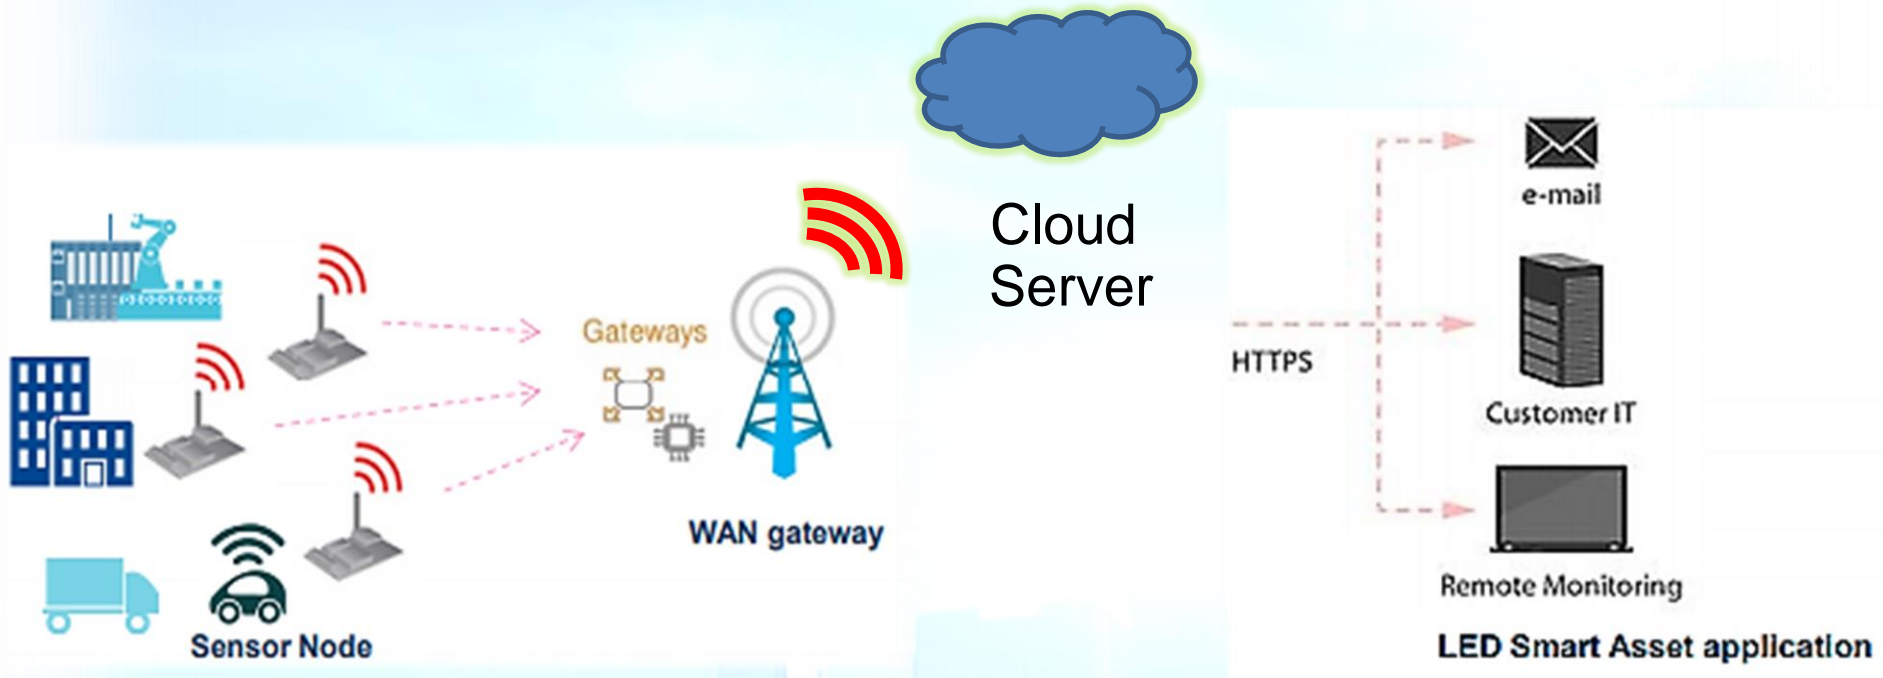 Cloud
Server
e-mail
Gateways
HTTPS
Customer IT
WAN gateway
Remote Monitoring
Sensor Node
LED Smart Asset application